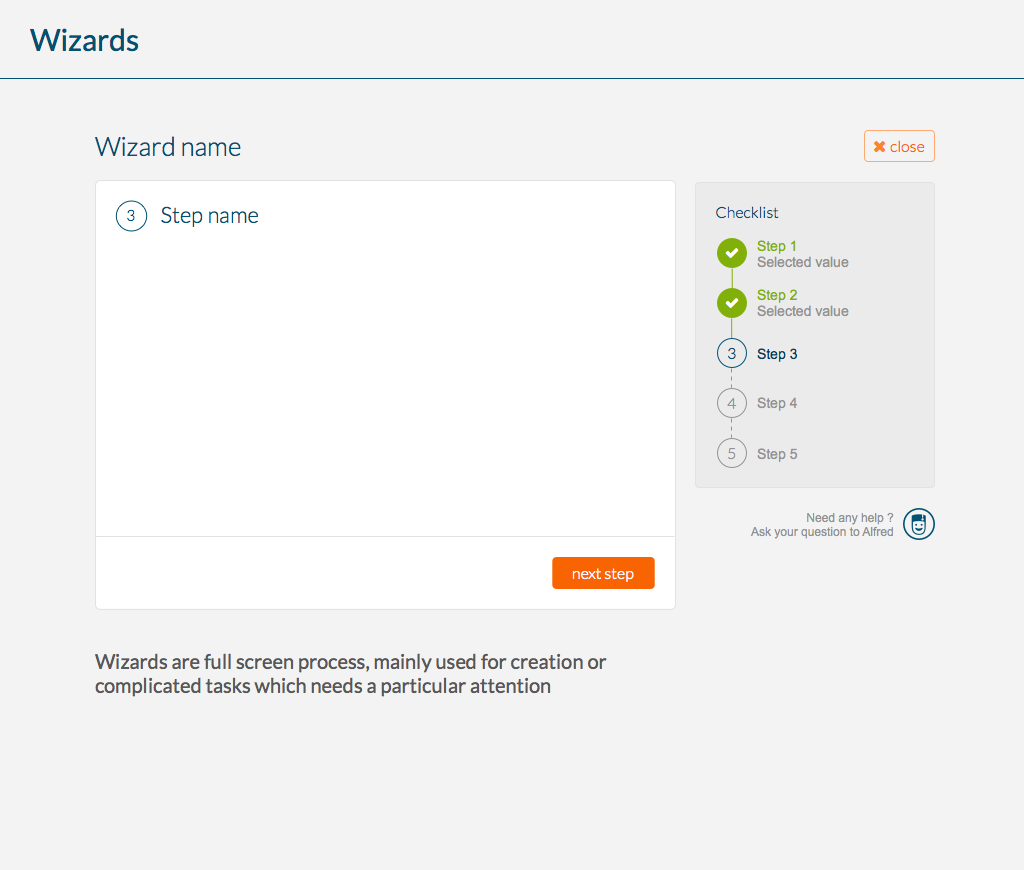 Wizards
Wizard name
close
3 Step name
next step
Checklist
Step 1
Selected value
Step 2
Selected value
3 Step 3
4 Step 4
5 Step 5
Need any help ?
Ask your question to Alfred
Wizards are full screen process, mainly used for creation or
complicated tasks which needs a particular attention